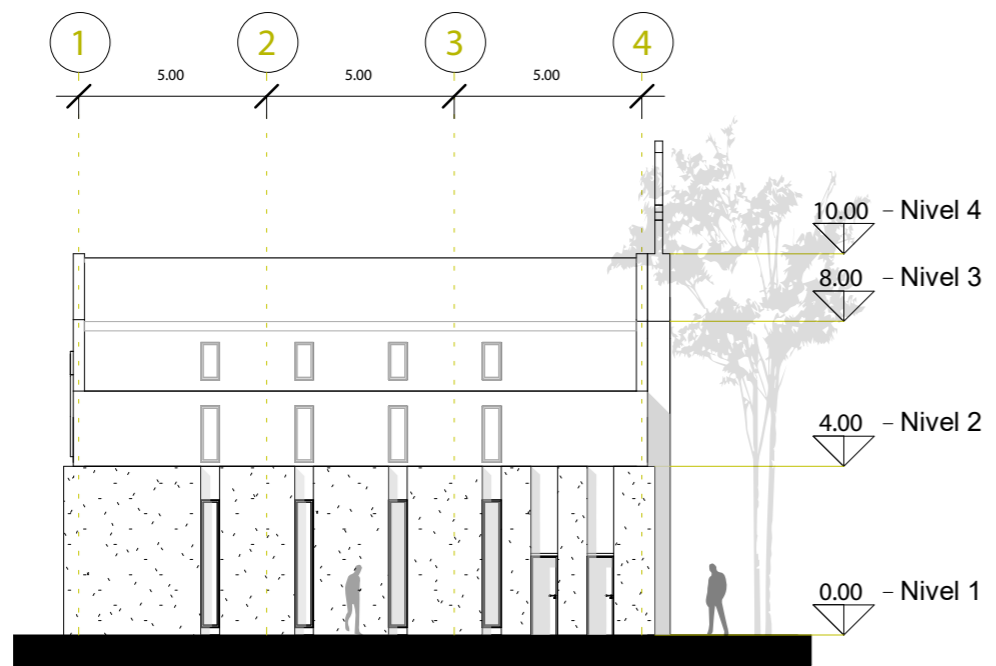 1 2 3 4
5.00 5.00 5.00
10.00 – Nivel 4
8.00 – Nivel 3
4.00 – Nivel 2
0.00 – Nivel 1